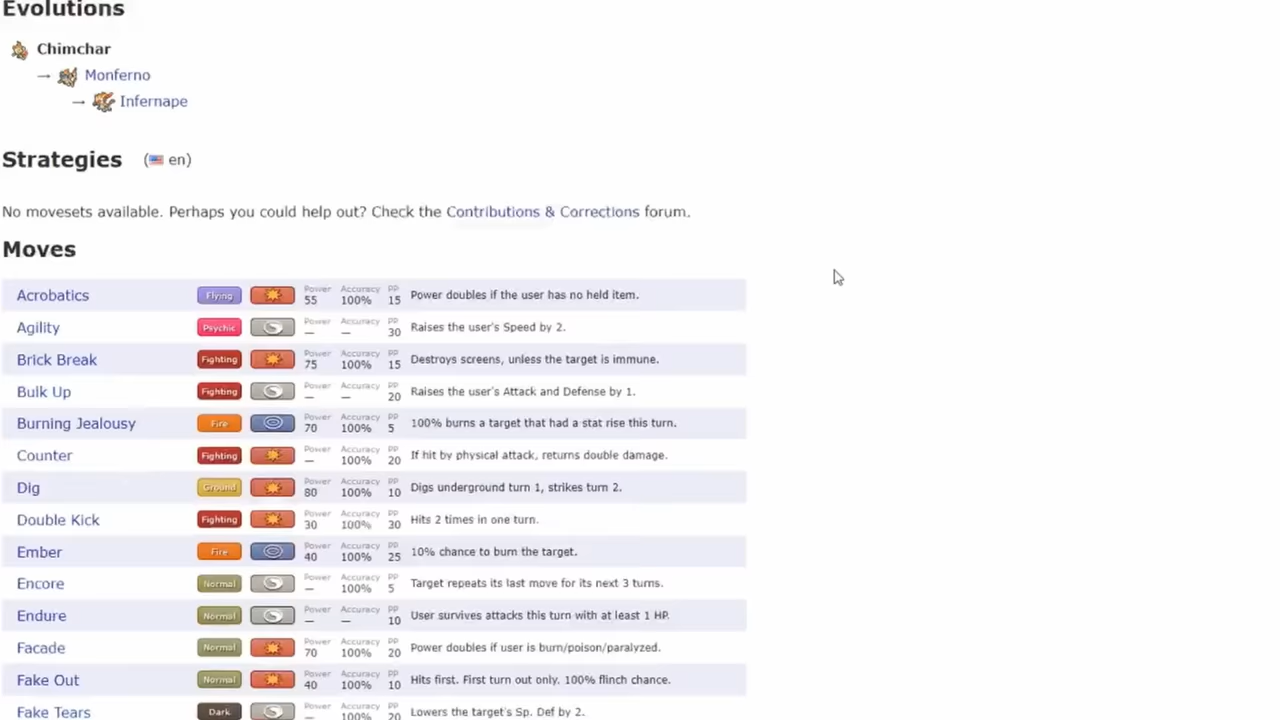 Evolutions
Chimchar
→ Monferno
→ Infernape
Strategies (en)
No movesets available. Perhaps you could help out? Check the Contributions & Corrections forum.
Moves
Acrobatics Flying Power 55 Accuracy 100% PP 15 Power doubles if the user has no held item.
Agility Psychic Power — Accuracy — PP 30 Raises the user's Speed by 2.
Brick Break Fighting Power 75 Accuracy 100% PP 15 Destroys screens, unless the target is immune.
Bulk Up Fighting Power — Accuracy — PP 20 Raises the user's Attack and Defense by 1.
Burning Jealousy Fire Power 70 Accuracy 100% PP 5 100% burns a target that had a stat rise this turn.
Counter Fighting Power — Accuracy 100% PP 20 If hit by physical attack, returns double damage.
Dig Ground Power 80 Accuracy 100% PP 10 Digs underground turn 1, strikes turn 2.
Double Kick Fighting Power 30 Accuracy 100% PP 30 Hits 2 times in one turn.
Ember Fire Power 40 Accuracy 100% PP 25 10% chance to burn the target.
Encore Normal Power — Accuracy 100% PP 5 Target repeats its last move for its next 3 turns.
Endure Normal Power — Accuracy — PP 10 User survives attacks this turn with at least 1 HP.
Facade Normal Power 70 Accuracy 100% PP 20 Power doubles if user is burn/poison/paralyzed.
Fake Out Normal Power 40 Accuracy 100% PP 10 Hits first. First turn out only. 100% flinch chance.
Fake Tears Dark Power — Accuracy 100% PP 20 Lowers the target's Sp. Def by 2.